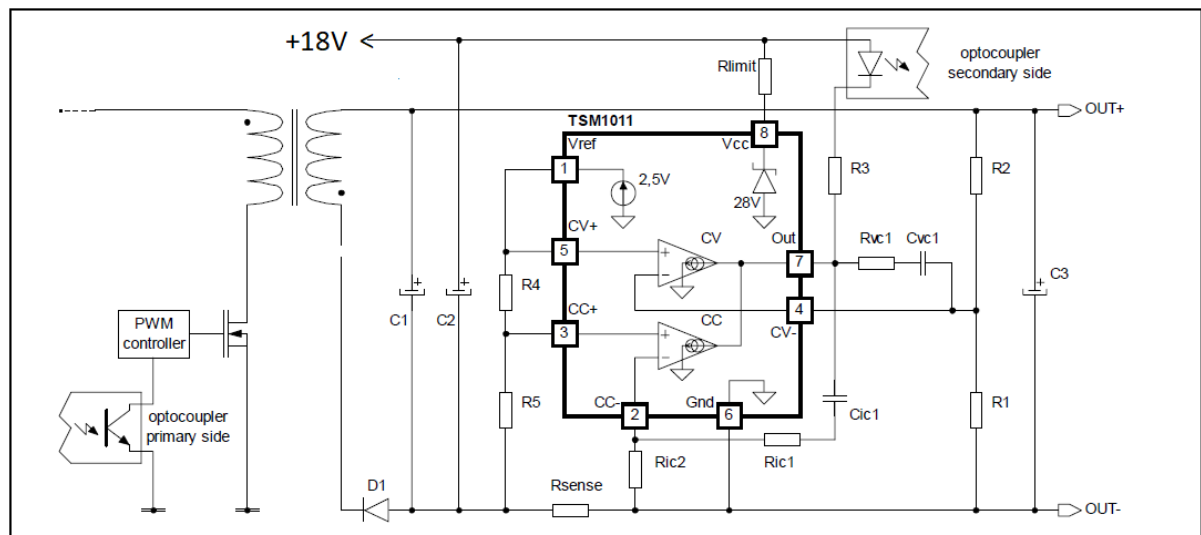 +18V
Rlimit
optocoupler
secondary side
OUT+
TSM1011
Vref
8
Vcc
1
2,5V
28V
R3
R2
CV+
5
CV
Out
7
Rvc1
Cvc1
C3
R4
CC+
3
CC
4
CV-
C1
C2
PWM
controller
R5
CC-
2
Gnd
6
Cic1
R1
optocoupler
primary side
Ric2
Ric1
D1
Rsense
OUT-